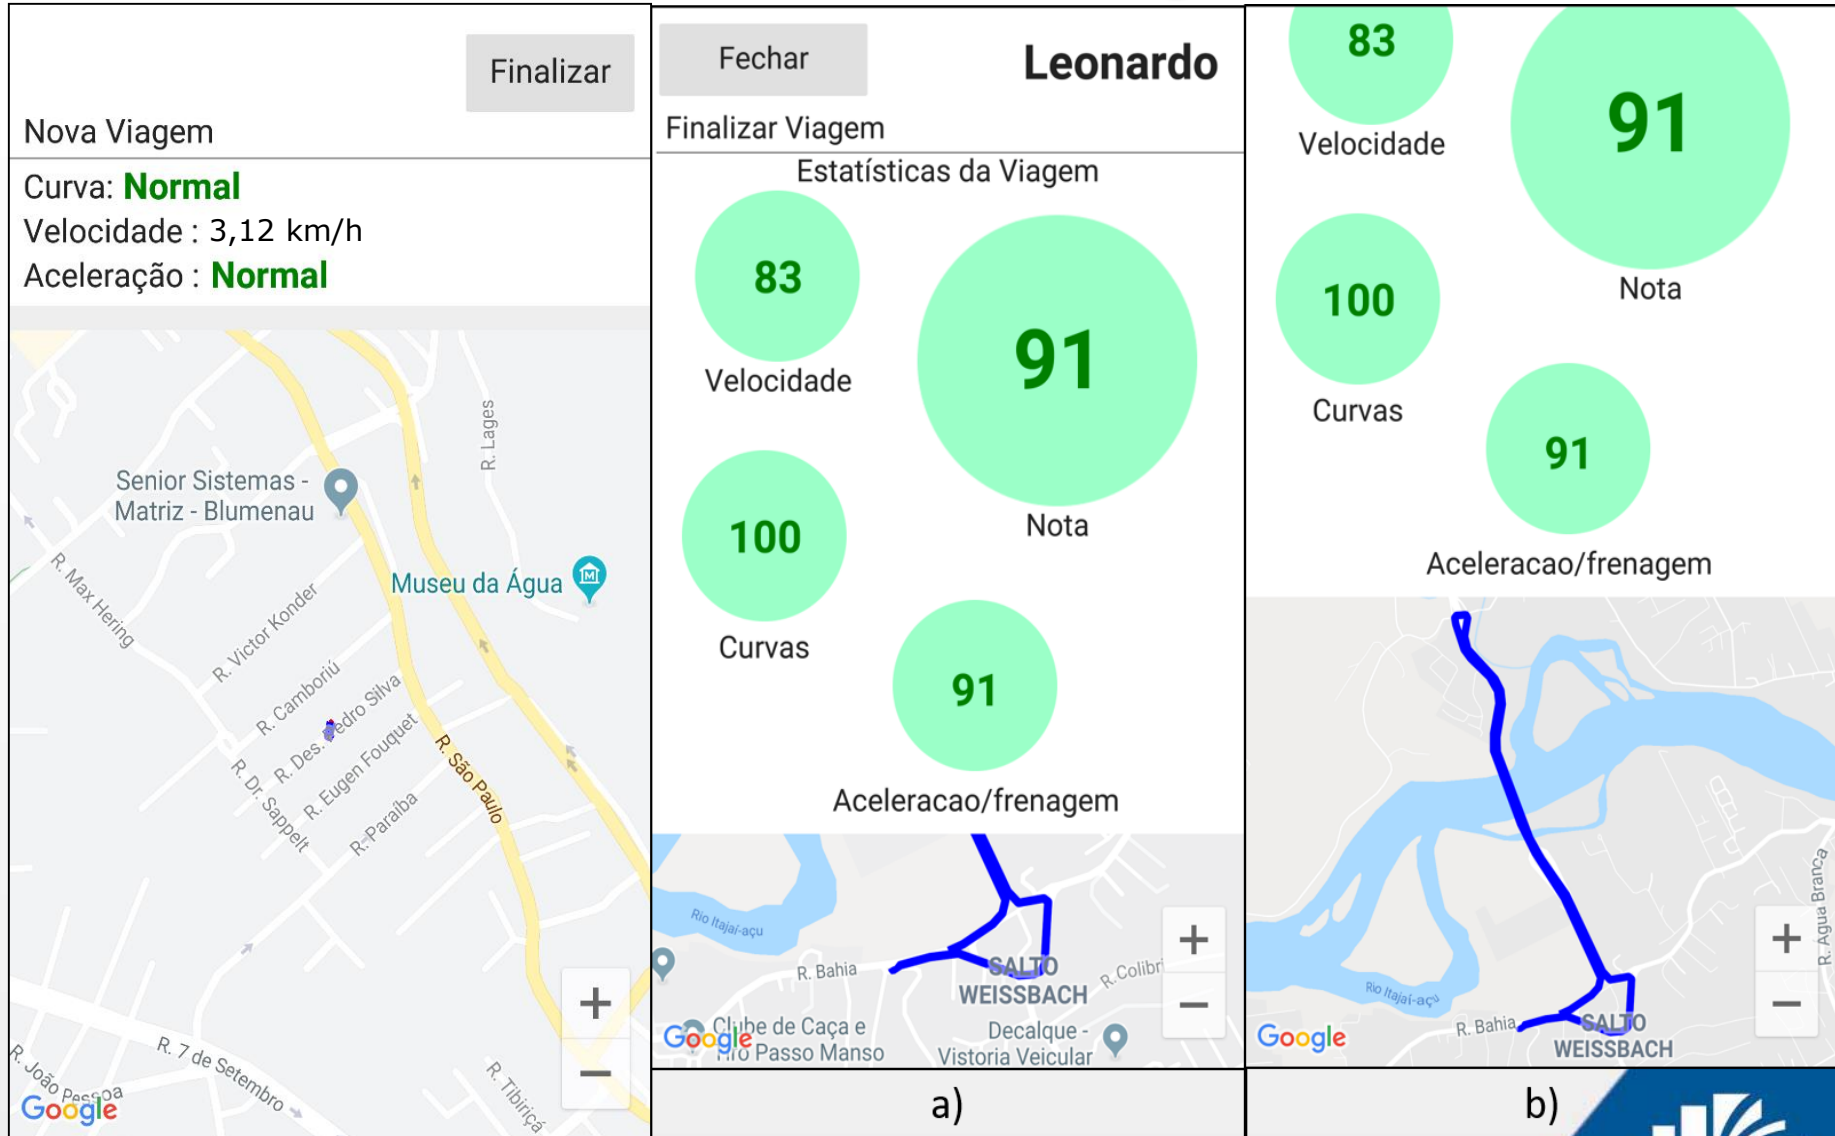 Finalizar
Nova Viagem
Curva: Normal
Velocidade : 3,12 km/h
Aceleração : Normal
R. Lages
Senior Sistemas -
Matriz - Blumenau
Museu da Água
R. Max Hering
R. Victor Konder
R. Camboriú
R. Des. Pedro Silva
R. Eugen Fouquet
R. São Paulo
R. Dr. Sappelt
R. Paraíba
R. 7 de Setembro
R. João Pessoa
R. Tibiriçá
+
−
Google
Fechar
Leonardo
Finalizar Viagem
Estatísticas da Viagem
83
Velocidade
91
Nota
100
Curvas
91
Aceleracao/frenagem
Rio Itajaí-açu
R. Bahia
SALTO
WEISSBACH
R. Colibri
Clube de Caça e
Tiro Passo Manso
Decalque -
Vistoria Veicular
+
−
Google
a)
83
Velocidade
91
Nota
100
Curvas
91
Aceleracao/frenagem
R. Água Branca
Rio Itajaí-açu
R. Bahia
SALTO
WEISSBACH
+
−
Google
b)